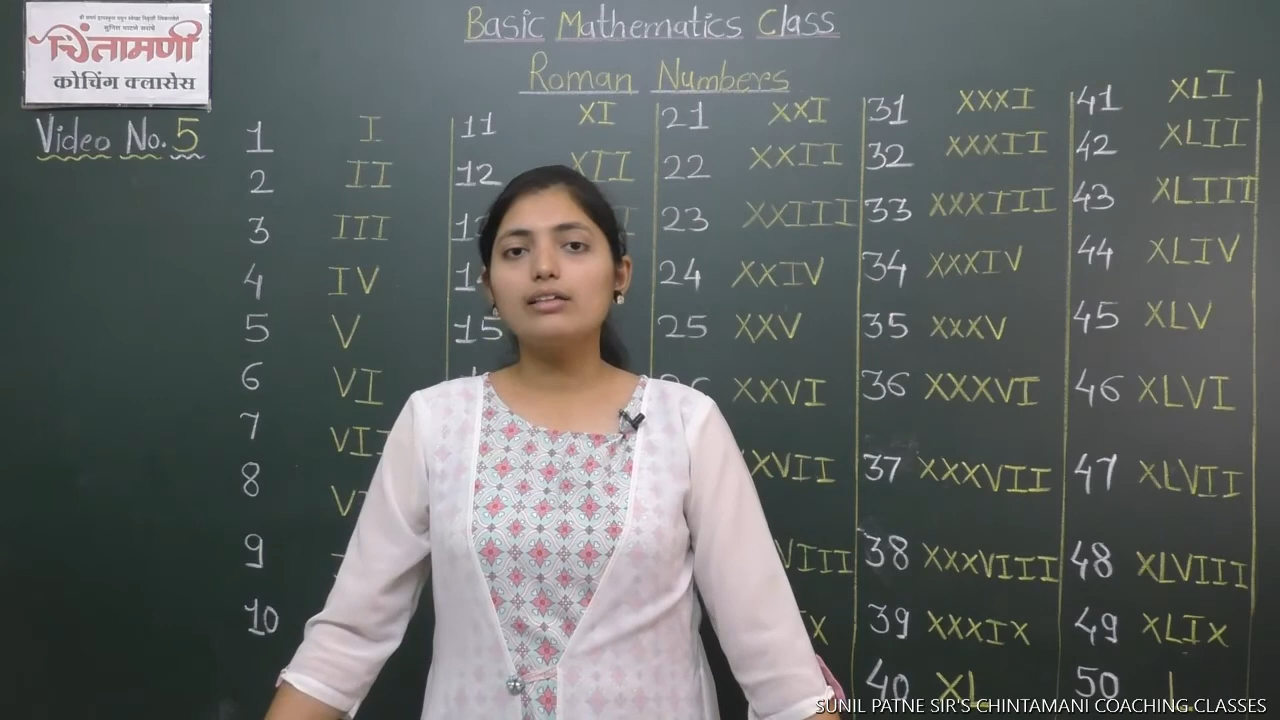 श्री समर्थ हायस्कूल
सुनिल पाटणे सरांचे
चिंतामणी
कोचिंग क्लासेस
Basic Mathematics Class
Roman Numbers
Video No. 5
1 I
2 II
3 III
4 IV
5 V
6 VI
7
8
9
10
11 XI
12 XII
15
21 XXI
22 XXII
23 XXIII
24 XXIV
25 XXV
XXVI
XXVII
31 XXXI
32 XXXII
33 XXXIII
34 XXXIV
35 XXXV
36 XXXVI
37 XXXVII
38 XXXVIII
39 XXXIX
40 XL
41 XLI
42 XLII
43 XLIII
44 XLIV
45 XLV
46 XLVI
47 XLVII
48 XLVIII
49 XLIX
50 L
SUNIL PATNE SIR'S CHINTAMANI COACHING CLASSES